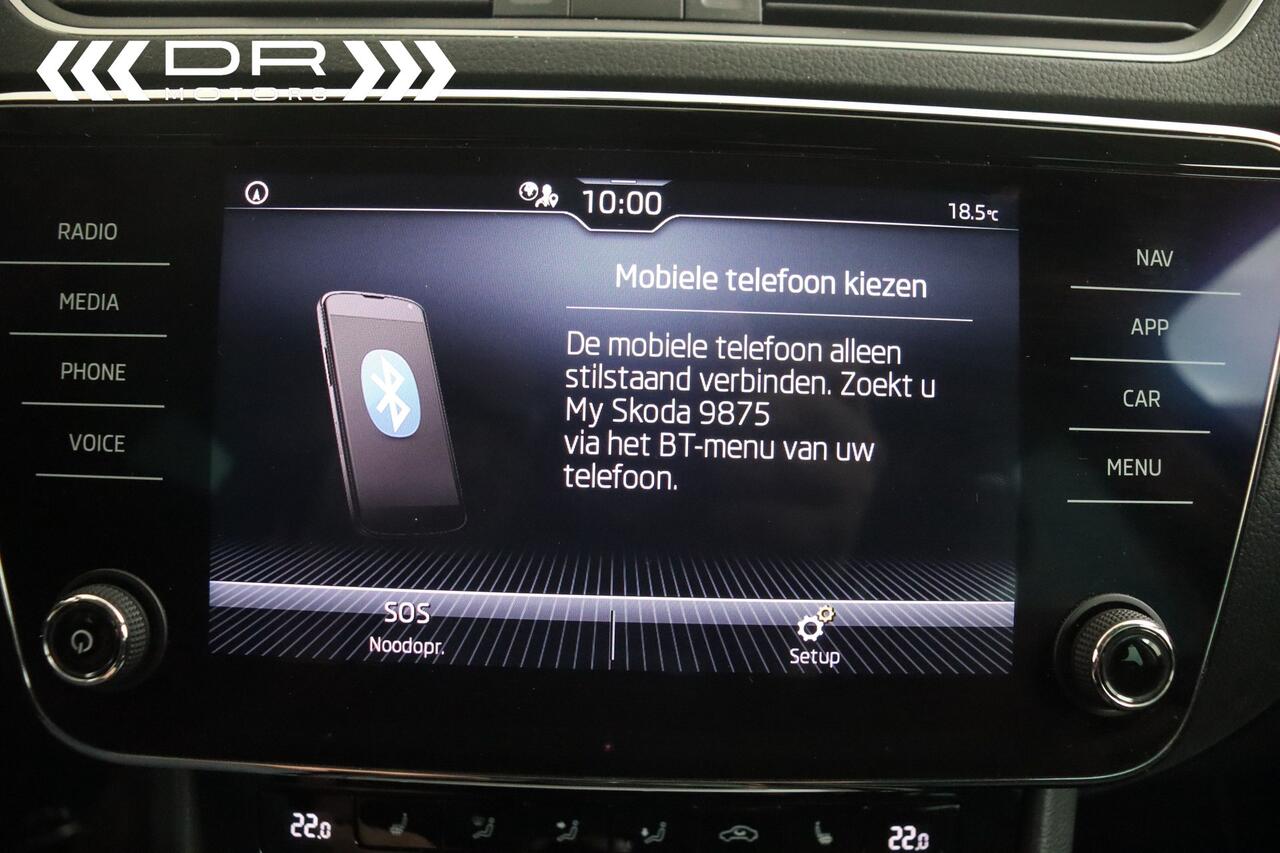 DR
MOTORS
10:00
18.5°C
RADIO
MEDIA
PHONE
VOICE
Mobiele telefoon kiezen
De mobiele telefoon alleen
stilstaand verbinden. Zoekt u
My Skoda 9875
via het BT-menu van uw
telefoon.
NAV
APP
CAR
MENU
SOS
Noodopr.
Setup
22.0
22.0